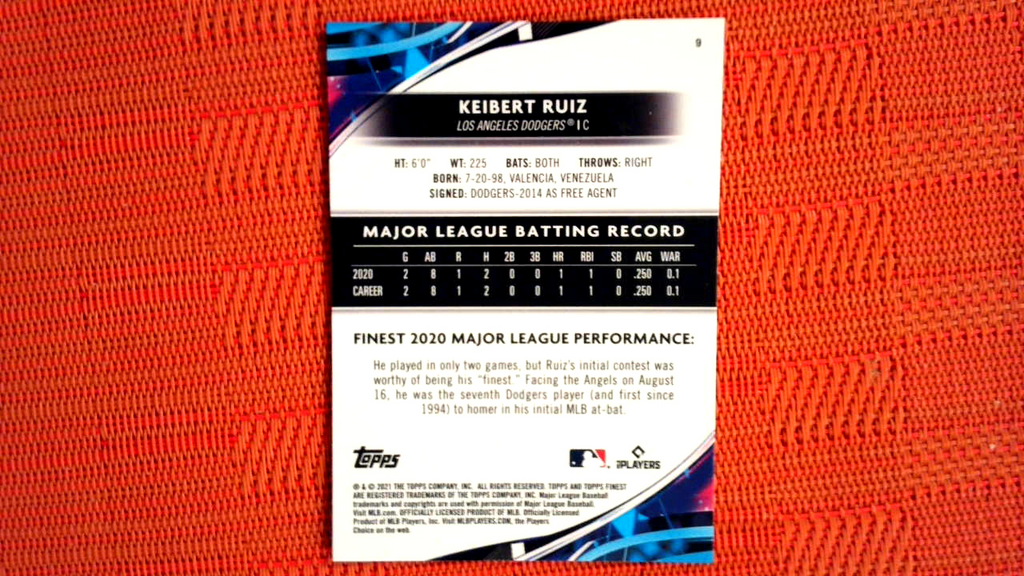 9
KEIBERT RUIZ
LOS ANGELES DODGERS® | C
HT: 6'0" WT: 225 BATS: BOTH THROWS: RIGHT
BORN: 7-20-98, VALENCIA, VENEZUELA
SIGNED: DODGERS-2014 AS FREE AGENT
MAJOR LEAGUE BATTING RECORD
G AB R H 2B 3B HR RBI SB AVG WAR
2020 2 8 1 2 0 0 1 1 0 .250 0.1
CAREER 2 8 1 2 0 0 1 1 0 .250 0.1
FINEST 2020 MAJOR LEAGUE PERFORMANCE:
He played in only two games, but Ruiz's initial contest was
worthy of being his "finest." Facing the Angels on August
16, he was the seventh Dodgers player (and first since
1994) to homer in his initial MLB at-bat.
topps
MLB PLAYERS
® & © 2021 THE TOPPS COMPANY, INC. ALL RIGHTS RESERVED. TOPPS AND TOPPS FINEST
ARE REGISTERED TRADEMARKS OF THE TOPPS COMPANY, INC. Major League Baseball
trademarks and copyrights are used with permission of Major League Baseball.
Visit MLB.com. OFFICIALLY LICENSED PRODUCT OF MLB. Officially Licensed
Product of MLB Players, Inc. Visit MLBPLAYERS.COM, the Players
Choice on the web.